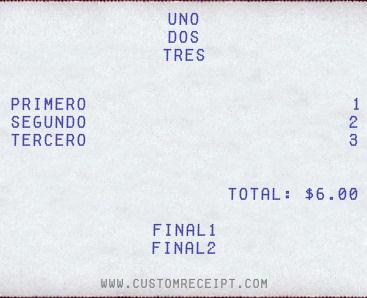 UNO
DOS
TRES
PRIMERO 1
SEGUNDO 2
TERCERO 3
TOTAL: $6.00
FINAL1
FINAL2
WWW.CUSTOMRECEIPT.COM